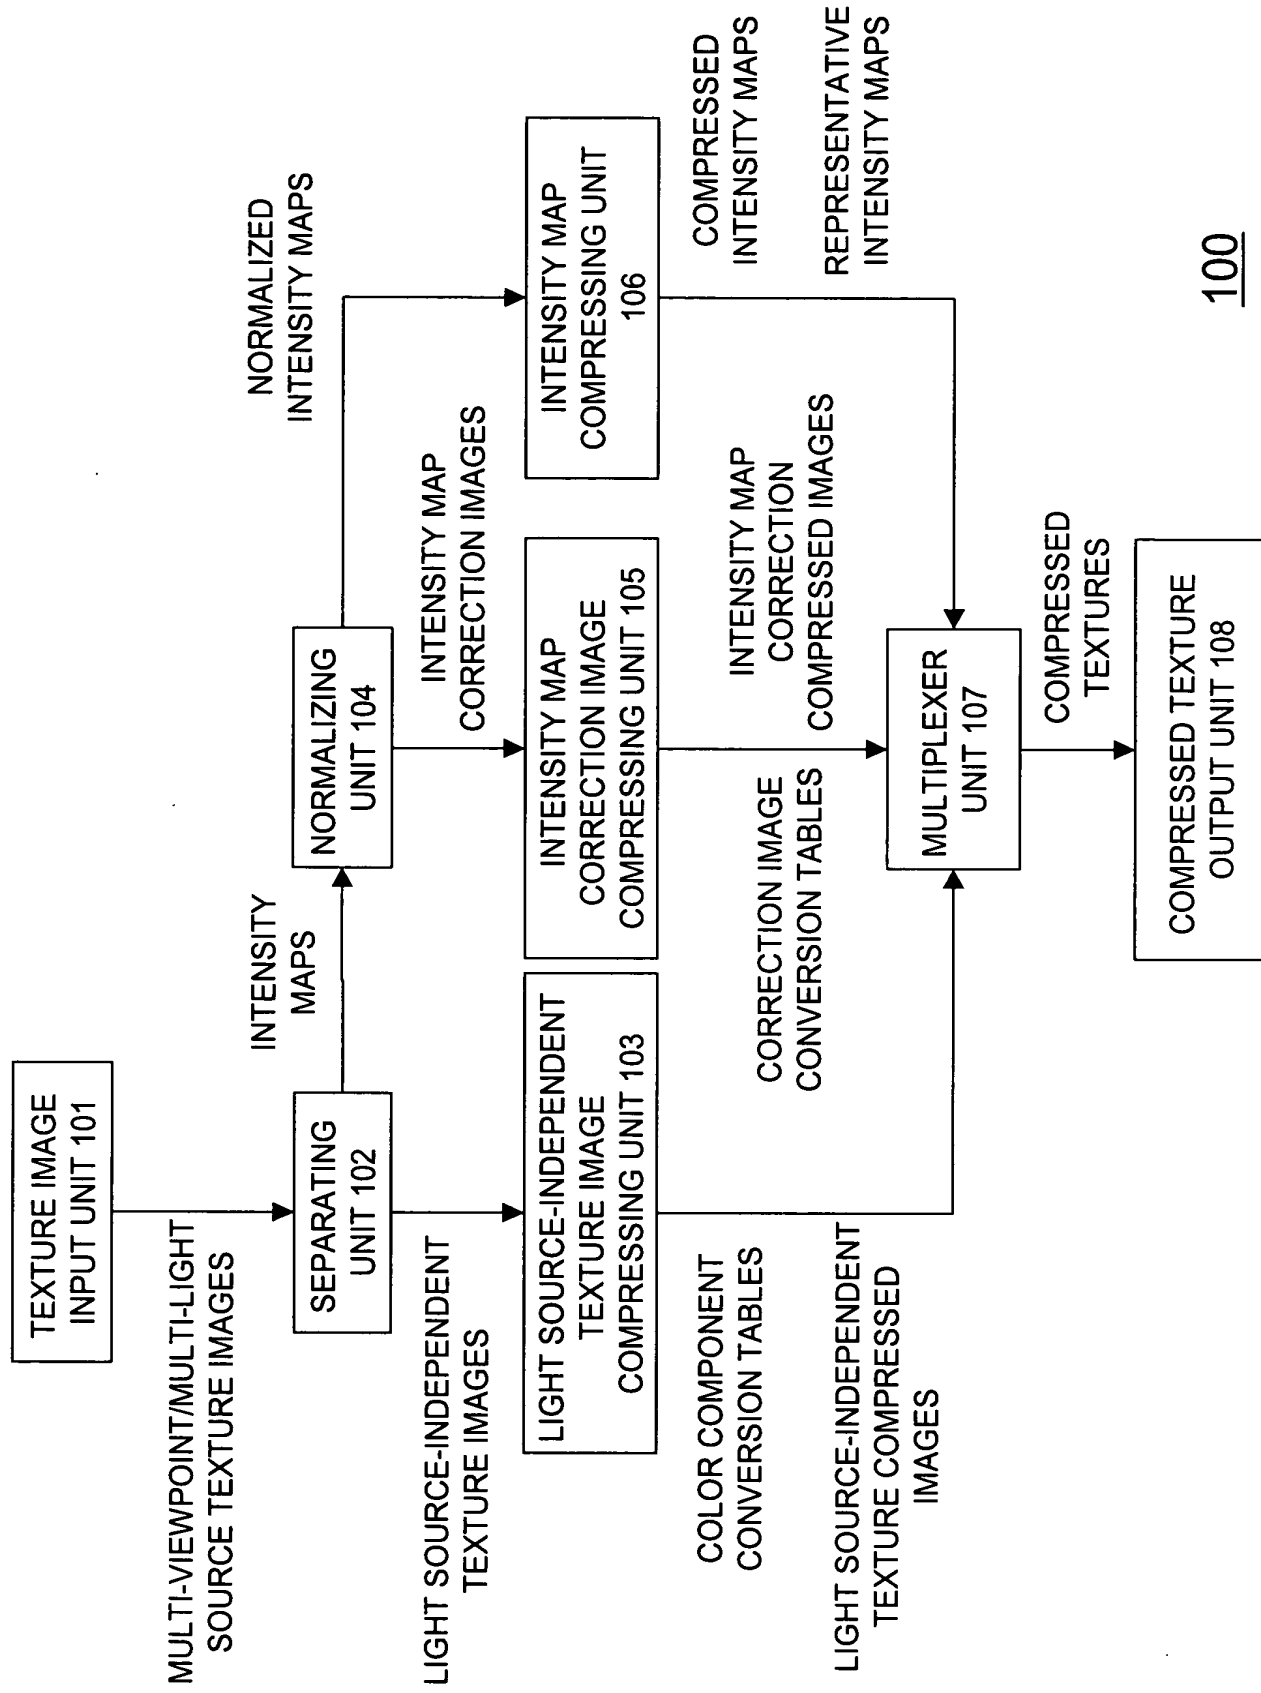 TEXTURE IMAGE
INPUT UNIT 101
MULTI-VIEWPOINT/MULTI-LIGHT
SOURCE TEXTURE IMAGES
SEPARATING
UNIT 102
INTENSITY
MAPS
NORMALIZING
UNIT 104
NORMALIZED
INTENSITY MAPS
LIGHT SOURCE-INDEPENDENT
TEXTURE IMAGES
INTENSITY MAP
CORRECTION IMAGES
LIGHT SOURCE-INDEPENDENT
TEXTURE IMAGE
COMPRESSING UNIT 103
INTENSITY MAP
CORRECTION IMAGE
COMPRESSING UNIT 105
INTENSITY MAP
COMPRESSING UNIT
106
COLOR COMPONENT
CONVERSION TABLES
LIGHT SOURCE-INDEPENDENT
TEXTURE COMPRESSED
IMAGES
CORRECTION IMAGE
CONVERSION TABLES
INTENSITY MAP
CORRECTION
COMPRESSED IMAGES
COMPRESSED
INTENSITY MAPS
REPRESENTATIVE
INTENSITY MAPS
MULTIPLEXER
UNIT 107
COMPRESSED
TEXTURES
COMPRESSED TEXTURE
OUTPUT UNIT 108
100